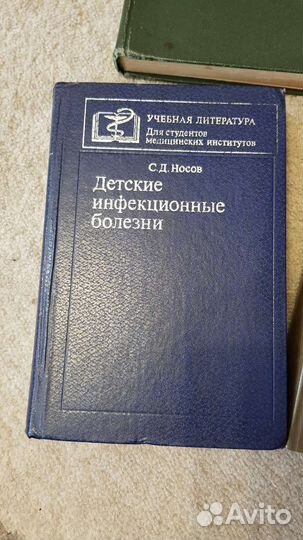 УЧЕБНАЯ ЛИТЕРАТУРА
Для студентов
медицинских институтов
С.Д. Носов
Детские
инфекционные
болезни
Avito